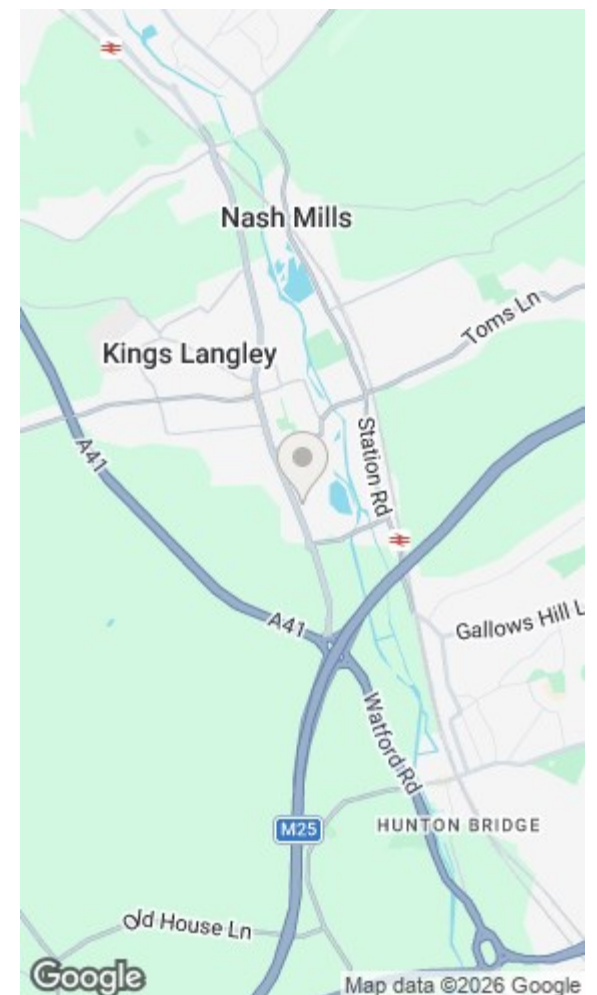 Nash Mills
Toms Ln
Kings Langley
Station Rd
A41
A41
Gallows Hill L
Watford Rd
M25
HUNTON BRIDGE
Old House Ln
Google
Map data ©2026 Google